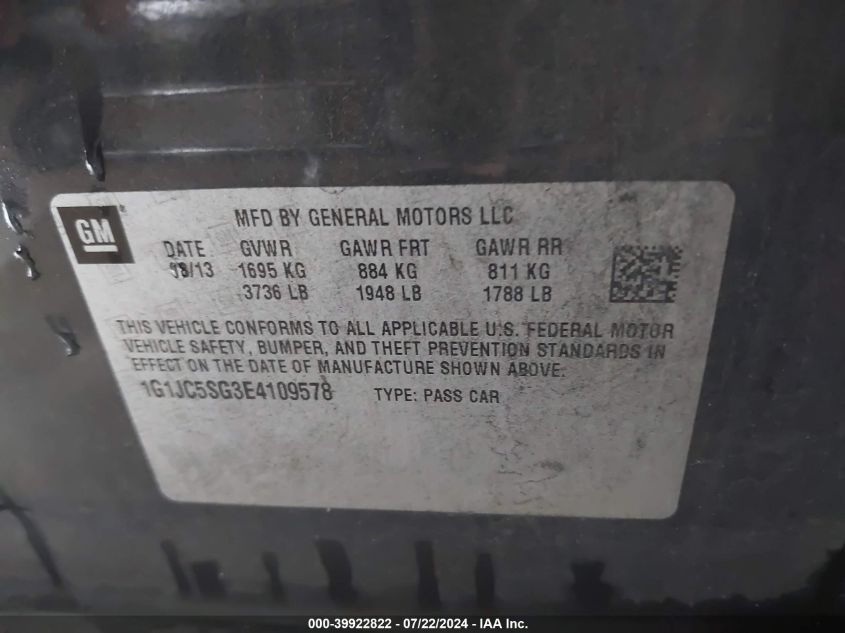 GM
MFD BY GENERAL MOTORS LLC
DATE GVWR GAWR FRT GAWR RR
/13 1695 KG 884 KG 811 KG
3736 LB 1948 LB 1788 LB
THIS VEHICLE CONFORMS TO ALL APPLICABLE U.S. FEDERAL MOTOR
VEHICLE SAFETY, BUMPER, AND THEFT PREVENTION STANDARDS IN
EFFECT ON THE DATE OF MANUFACTURE SHOWN ABOVE.
1G1JC5SG3E4109578 TYPE: PASS CAR
000-39922822 - 07/22/2024 - IAA Inc.